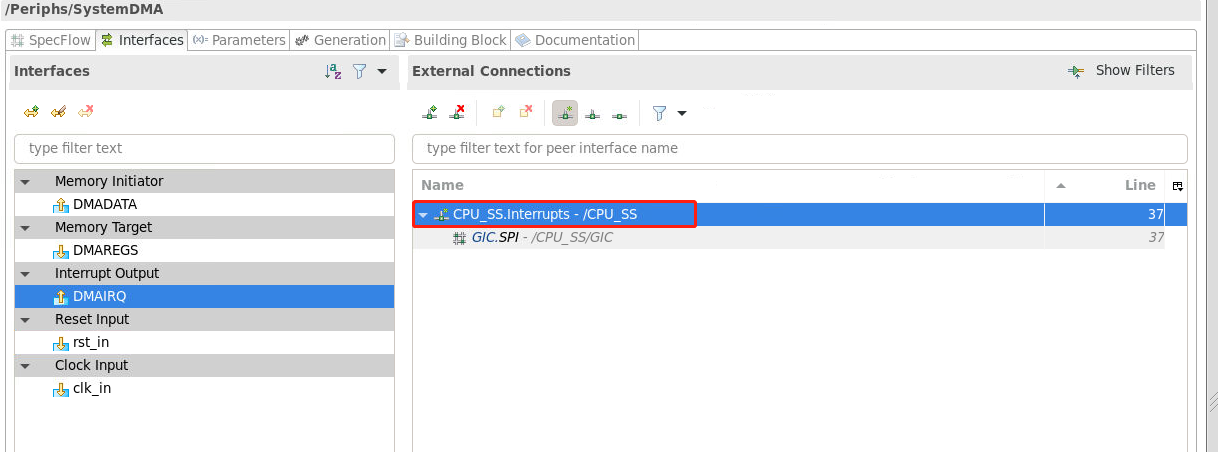 /Periphs/SystemDMA
SpecFlow Interfaces (x)= Parameters Generation Building Block Documentation
Interfaces
type filter text
Memory Initiator
DMADATA
Memory Target
DMAREGS
Interrupt Output
DMAIRQ
Reset Input
rst_in
Clock Input
clk_in
External Connections
Show Filters
type filter text for peer interface name
Name Line
CPU_SS.Interrupts - /CPU_SS 37
GIC.SPI - /CPU_SS/GIC 37